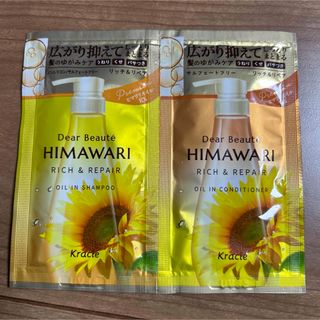 広がり抑えて
髪のゆがみケア うねり くせ パサつき
リッチ&リペア
Dear Beauté
HIMAWARI
RICH & REPAIR
OIL IN SHAMPOO
Kracie
広がり抑えて
髪のゆがみケア うねり くせ パサつき
サルフェートフリー リッチ&リペア
Dear Beauté
HIMAWARI
RICH & REPAIR
OIL IN CONDITIONER
Kracie